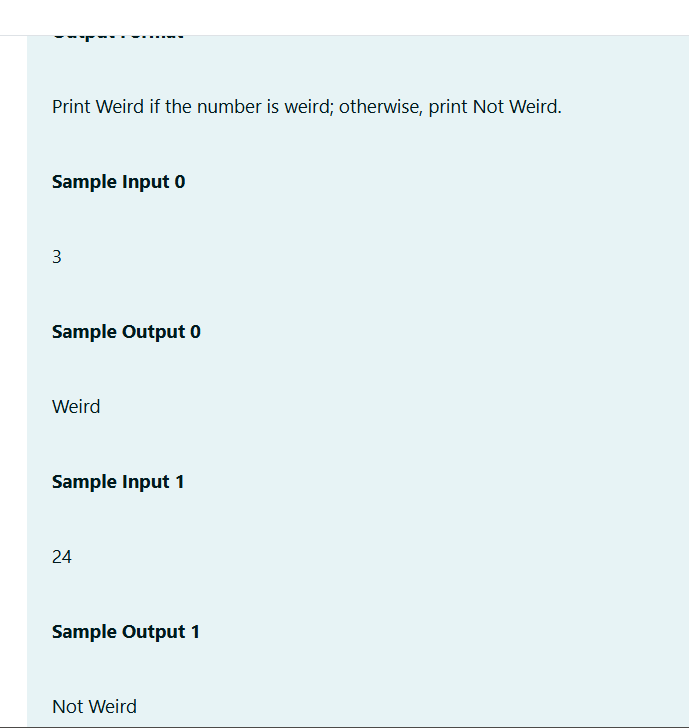 Print Weird if the number is weird; otherwise, print Not Weird.
Sample Input 0
3
Sample Output 0
Weird
Sample Input 1
24
Sample Output 1
Not Weird